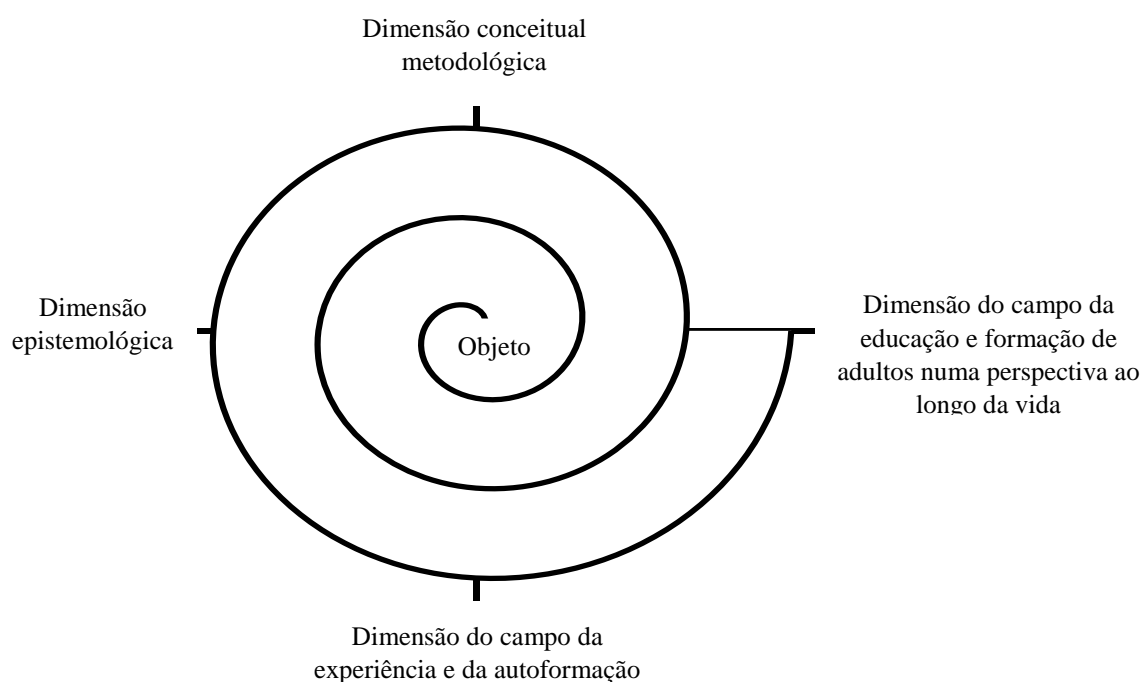 Dimensão conceitual
metodológica
Dimensão
epistemológica
Objeto
Dimensão do campo da
educação e formação de
adultos numa perspectiva ao
longo da vida
Dimensão do campo da
experiência e da autoformação